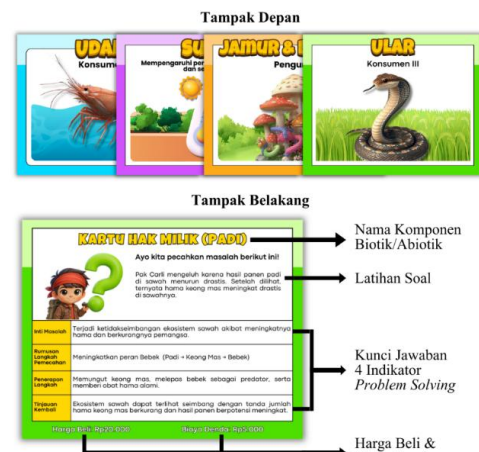 Tampak Depan
UDA
Konsume
SU
Mempengaruhi pe
dan se
JAMUR &
Pengu
ULAR
Konsumen III
Tampak Belakang
KARTU HAK MILIK (PADI)
Ayo kita pecahkan masalah berikut ini!
Pak Carli mengeluh karena hasil panen padi
di sawah menurun drastis. Setelah dilihat,
ternyata hama keong mas meningkat drastis
di sawahnya.
Inti Masalah
Terjadi ketidakseimbangan ekosistem sawah akibat meningkatnya
hama dan berkurangnya pemangsa.
Rumusan
Langkah
Pemecahan
Meningkatkan peran Bebek (Padi → Keong Mas → Bebek)
Penerapan
Langkah
Memungut keong mas, melepas bebek sebagai predator, serta
memberi obat hama alami.
Tinjauan
Kembali
Ekosistem sawah dapat terlihat seimbang dengan tanda jumlah
hama keong mas berkurang dan hasil panen berpotensi meningkat.
Harga Beli: Rp20.000
Biaya Denda: Rp5.000
Nama Komponen
Biotik/Abiotik
Latihan Soal
Kunci Jawaban
4 Indikator
Problem Solving
Harga Beli &